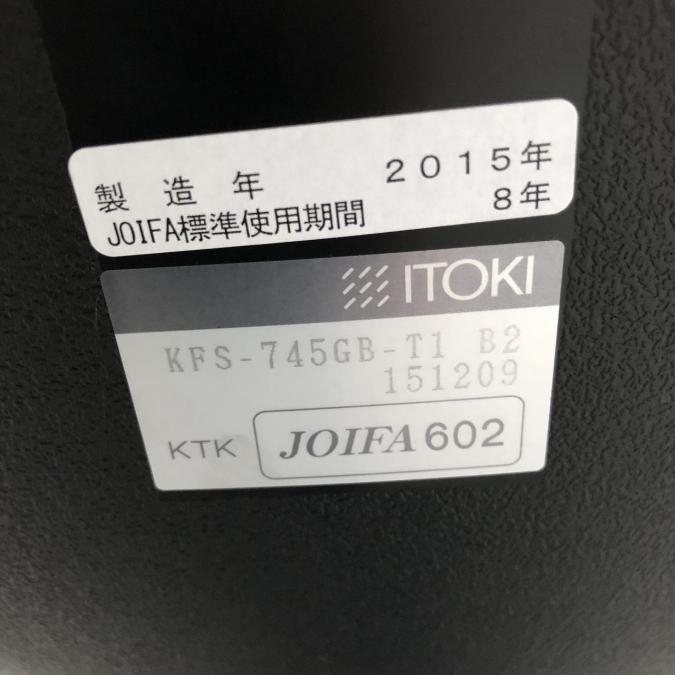 製造年 2015年
JOIFA標準使用期間 8年
ITOKI
KFS-745GB-T1 B2
151209
KTK JOIFA602